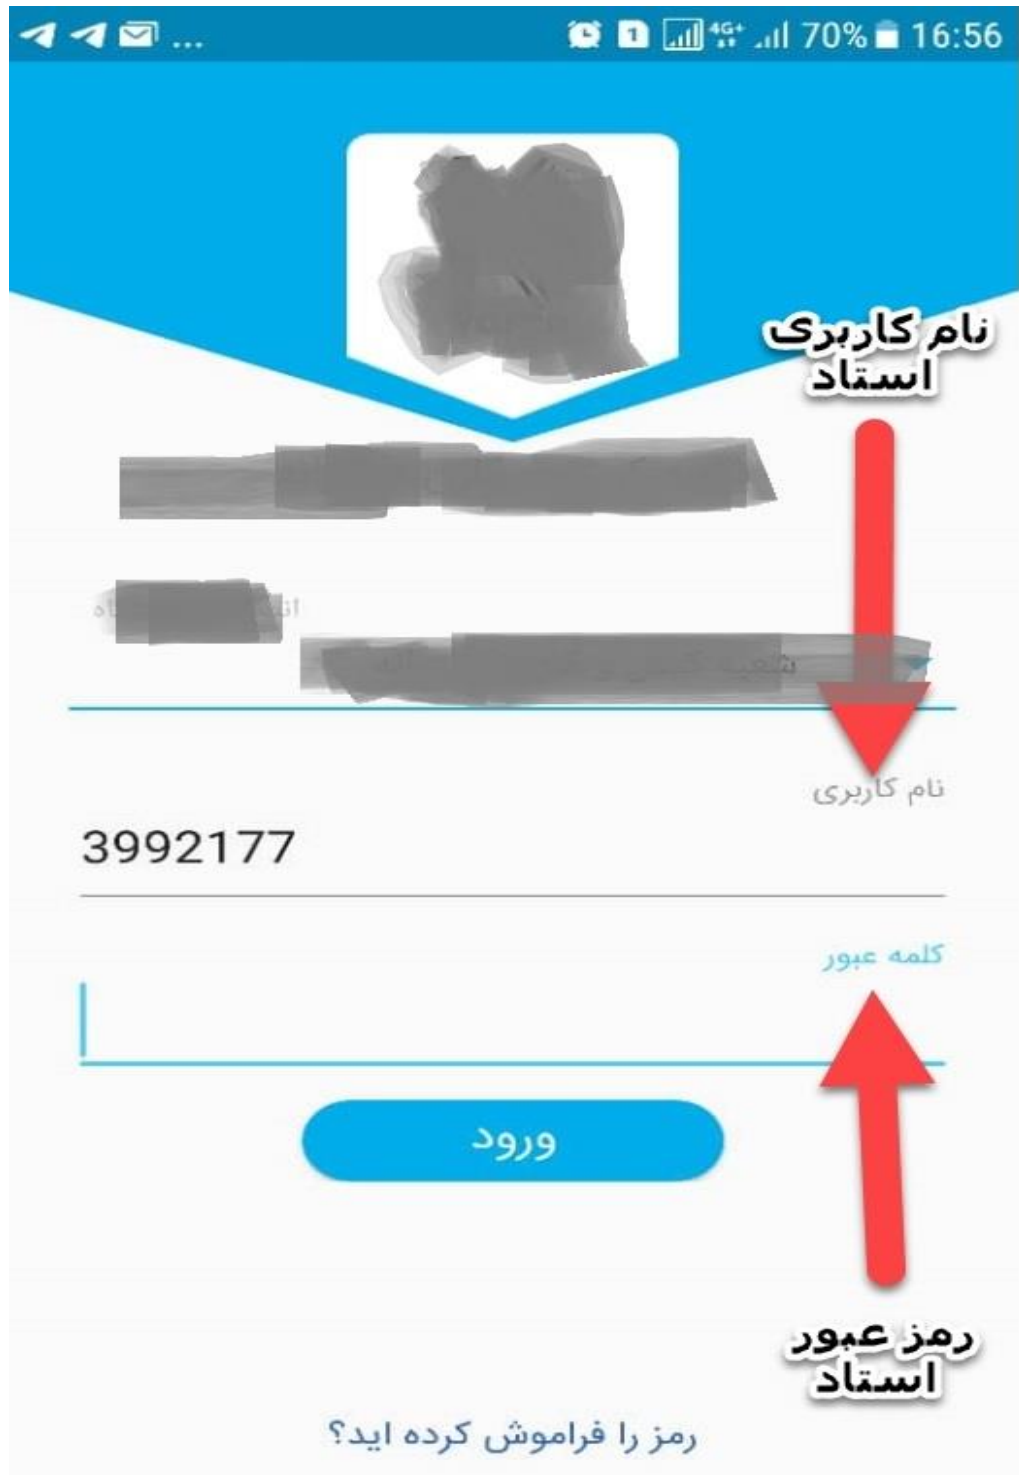 ... 4G+ 70% 16:56
نام کاربری
استاد
نام کاربری
3992177
کلمه عبور
ورود
رمز عبور
استاد
رمز را فراموش کرده اید؟